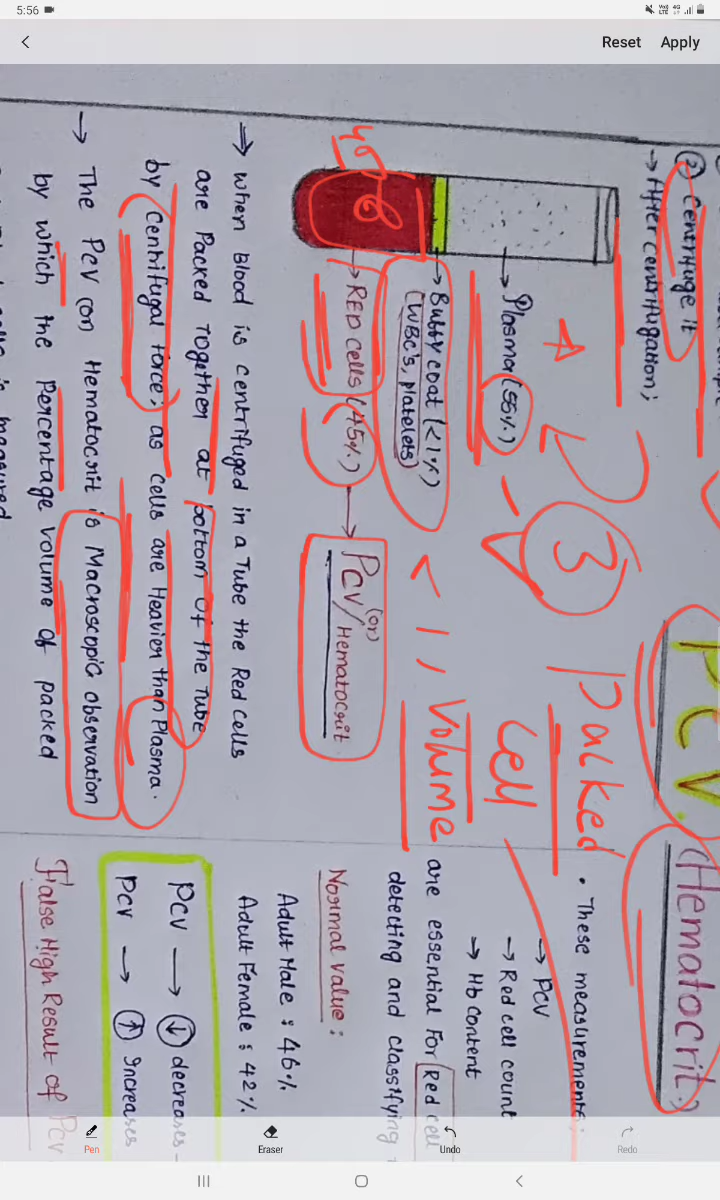 5:56
Reset Apply
PCV. (Hematocrit.)
② Centrifuge it
→ After centrifugation;
→ Plasma (55%)
→ Buffy coat (<1%)
(WBC's, platelets)
→ RED cells (45%) → PCV (or) / Hematocrit
40
3
Packed
Cell
Volume
< 1,
⇒ when Blood is centrifuged in a Tube the Red cells
are Packed Together at bottom of the Tube
by Centrifugal force; as cells are Heavier than Plasma.
→ The PCV (or) Hematocrit is Macroscopic observation
by which the Percentage volume of packed
is measured
• These measurements;
→ PCV
→ Red cell count
→ Hb content
are essential For Red cell
detecting and classifying
Normal value :
Adult Male : 46%
Adult Female : 42%
PCV → ↓ decreases -
PCV → ↑ Increases
False High Result of PCV
Pen Eraser Undo Redo